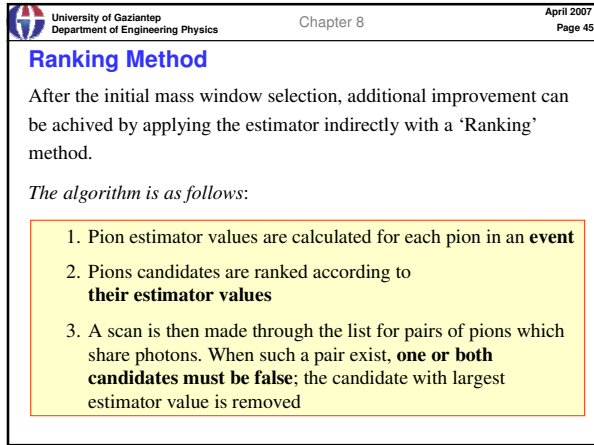 University of Gaziantep
Department of Engineering Physics
Chapter 8
April 2007
Page 45
Ranking Method
After the initial mass window selection, additional improvement can
be achived by applying the estimator indirectly with a ‘Ranking’
method.
The algorithm is as follows:
1. Pion estimator values are calculated for each pion in an event
2. Pions candidates are ranked according to
their estimator values
3. A scan is then made through the list for pairs of pions which
share photons. When such a pair exist, one or both
candidates must be false; the candidate with largest
estimator value is removed